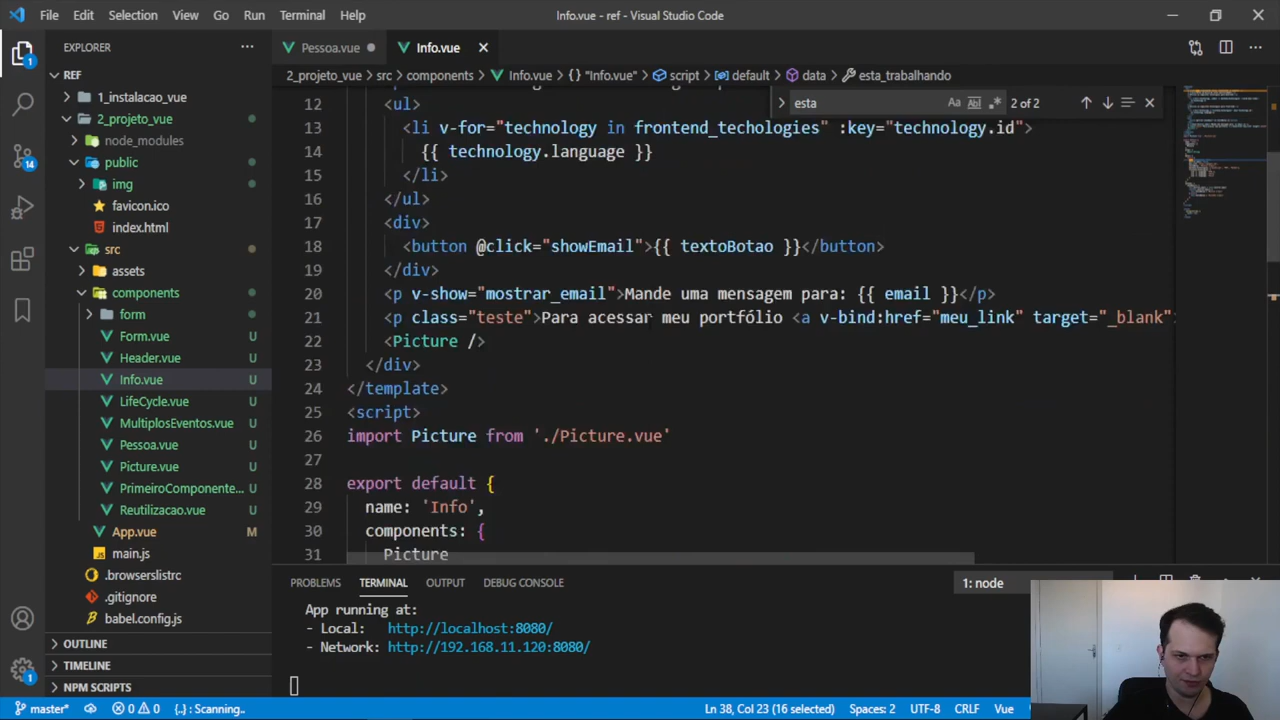 File Edit Selection View Go Run Terminal Help Info.vue - ref - Visual Studio Code
EXPLORER
REF
1_instalacao_vue
2_projeto_vue
node_modules
public
img
favicon.ico
index.html
src
assets
components
form
Form.vue U
Header.vue U
Info.vue U
LifeCycle.vue U
MultiplosEventos.vue U
Pessoa.vue U
Picture.vue U
PrimeiroComponente... U
Reutilizacao.vue U
App.vue M
main.js
.browserslistrc
.gitignore
babel.config.js
OUTLINE
TIMELINE
NPM SCRIPTS
1
14
1
Pessoa.vue Info.vue
2_projeto_vue > src > components > Info.vue > {} "Info.vue" > script > default > data > esta_trabalhando
esta Aa Ab 2 of 2
12 <ul>
13 <li v-for="technology in frontend_techologies" :key="technology.id">
14 {{ technology.language }}
15 </li>
16 </ul>
17 <div>
18 <button @click="showEmail">{{ textoBotao }}</button>
19 </div>
20 <p v-show="mostrar_email">Mande uma mensagem para: {{ email }}</p>
21 <p class="teste">Para acessar meu portfólio <a v-bind:href="meu_link" target="_blank"
22 <Picture />
23 </div>
24 </template>
25 <script>
26 import Picture from './Picture.vue'
27
28 export default {
29 name: 'Info',
30 components: {
31 Picture
PROBLEMS TERMINAL OUTPUT DEBUG CONSOLE 1: node
App running at:
- Local: http://localhost:8080/
- Network: http://192.168.11.120:8080/
master* 0 0 {..} : Scanning.. Ln 38, Col 23 (16 selected) Spaces: 2 UTF-8 CRLF Vue